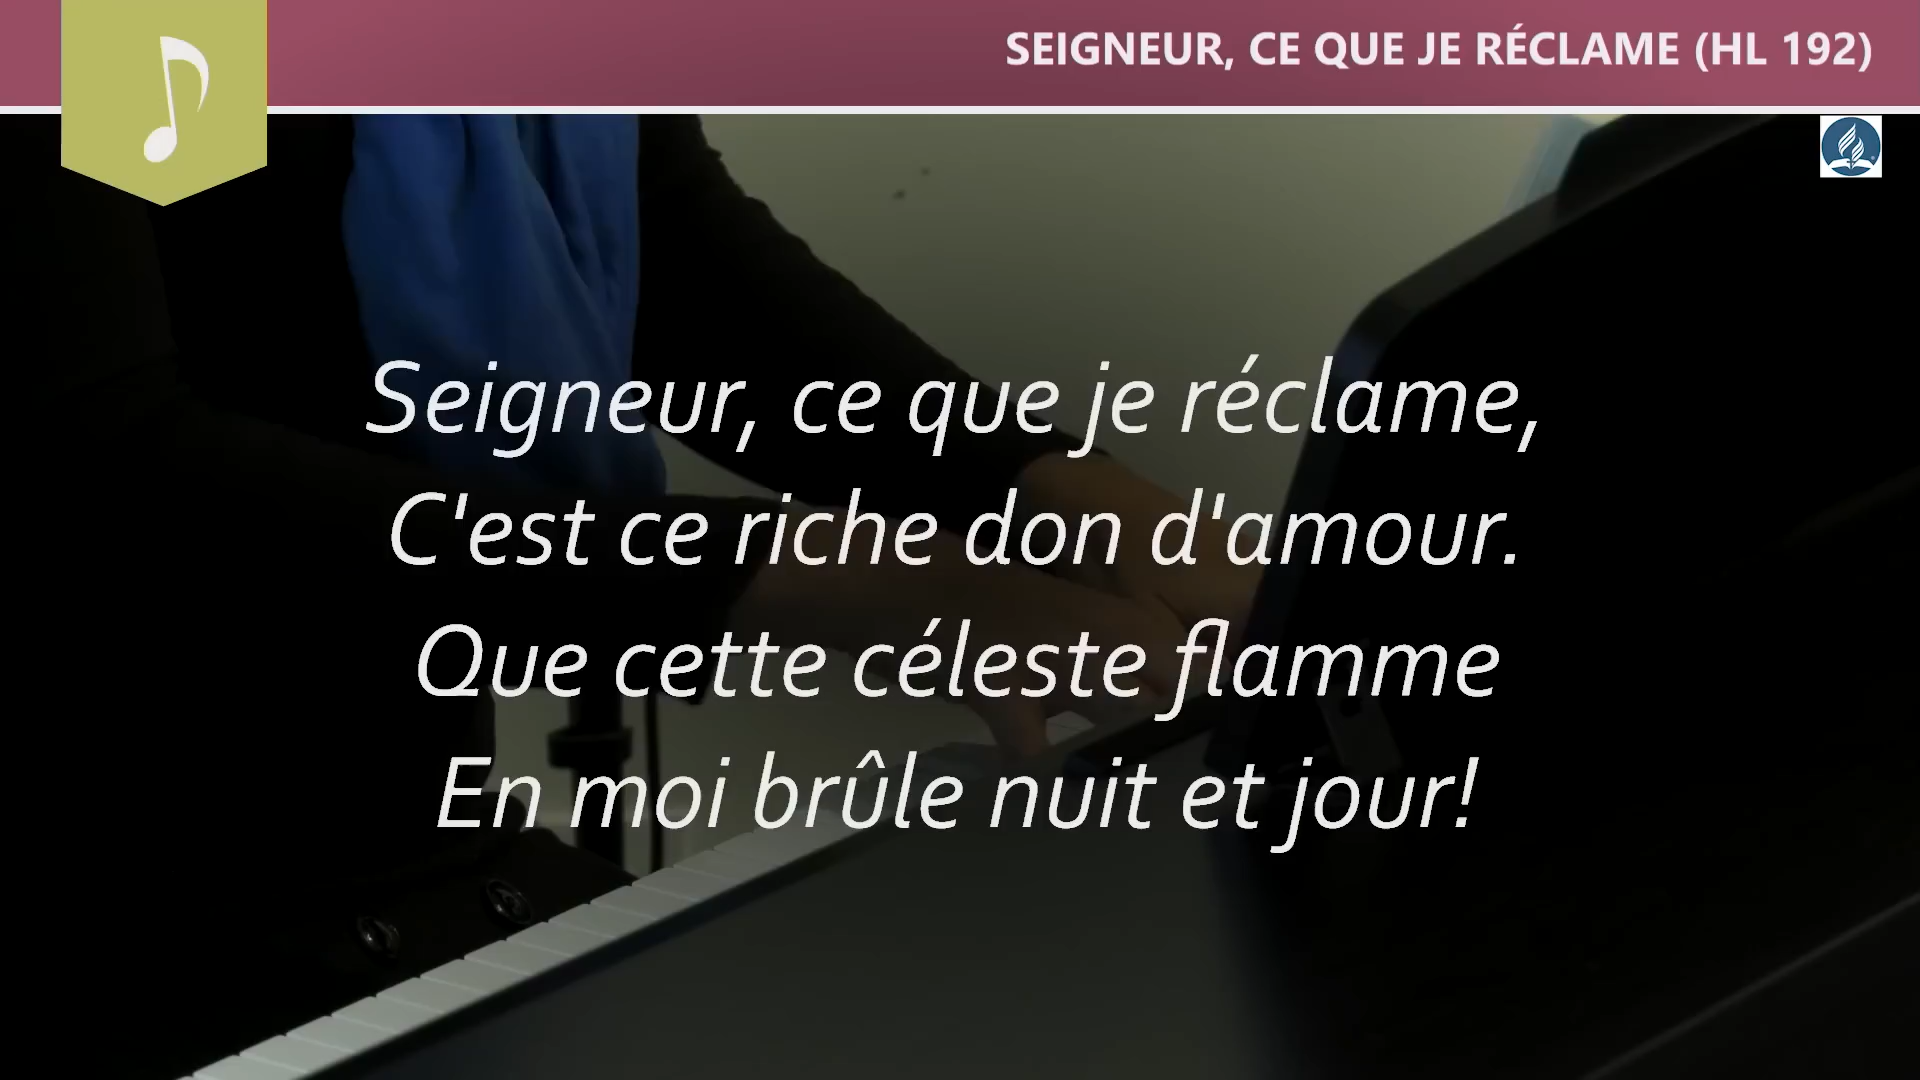 SEIGNEUR, CE QUE JE RÉCLAME (HL 192)
Seigneur, ce que je réclame,
C'est ce riche don d'amour.
Que cette céleste flamme
En moi brûle nuit et jour!